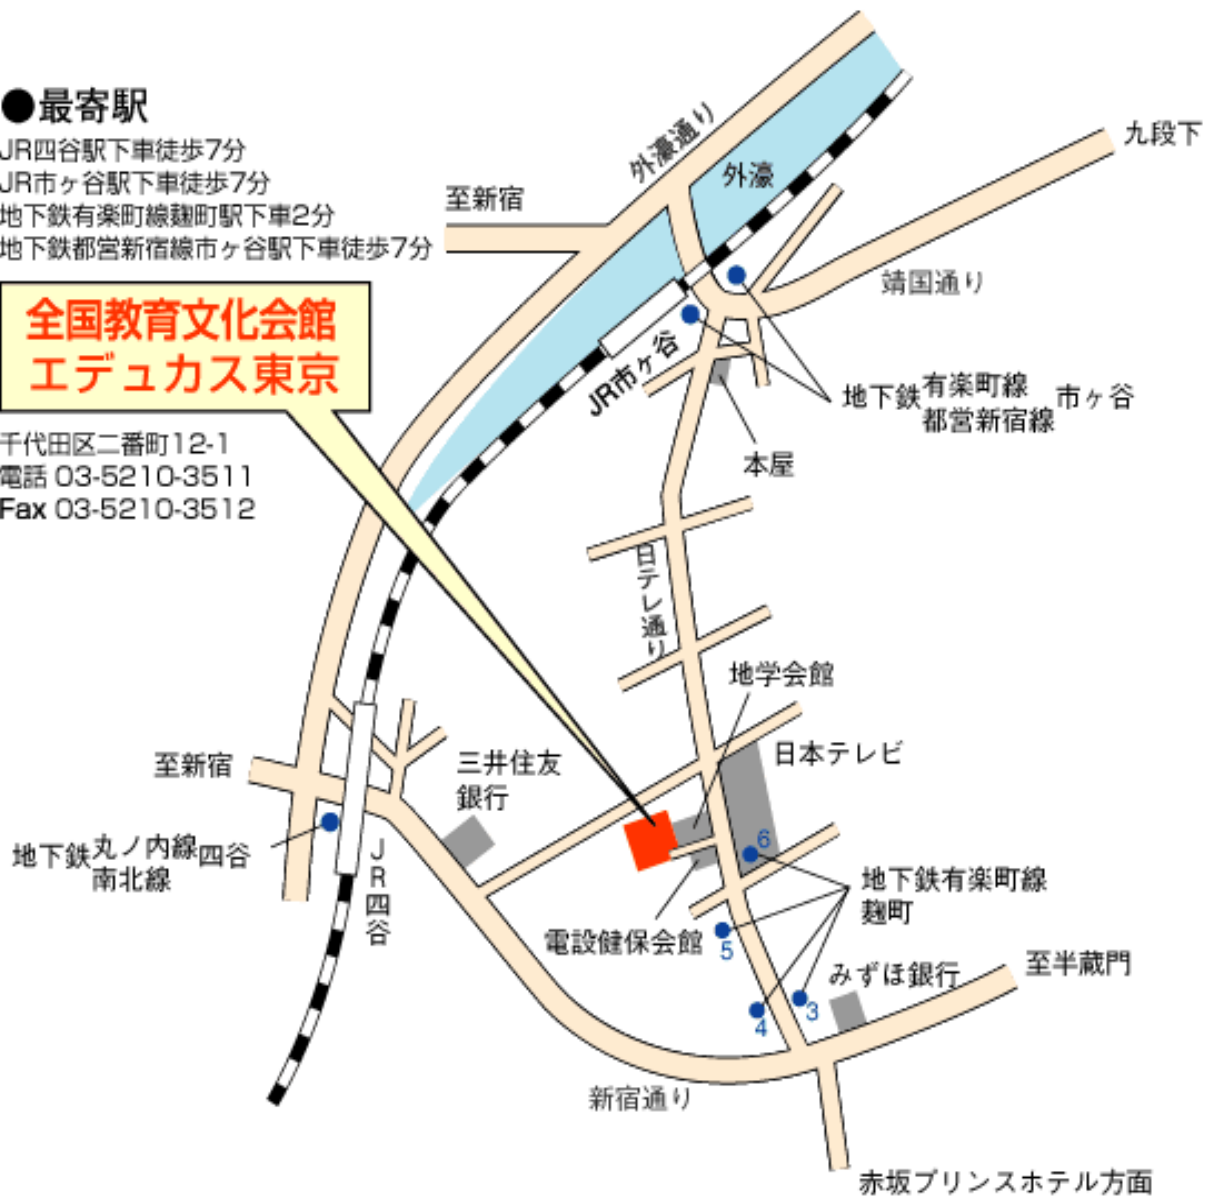 ●最寄駅
JR四谷駅下車徒歩7分
JR市ヶ谷駅下車徒歩7分
地下鉄有楽町線麹町駅下車2分
地下鉄都営新宿線市ヶ谷駅下車徒歩7分
全国教育文化会館
エデュカス東京
千代田区二番町12-1
電話 03-5210-3511
Fax 03-5210-3512
外濠通り
外濠
九段下
至新宿
靖国通り
JR市ヶ谷
地下鉄有楽町線
都営新宿線
市ヶ谷
本屋
日テレ通り
地学会館
日本テレビ
三井住友
銀行
至新宿
地下鉄丸ノ内線
南北線
四谷
JR四谷
6
地下鉄有楽町線
麹町
電設健保会館
5
みずほ銀行
至半蔵門
3
4
新宿通り
赤坂プリンスホテル方面